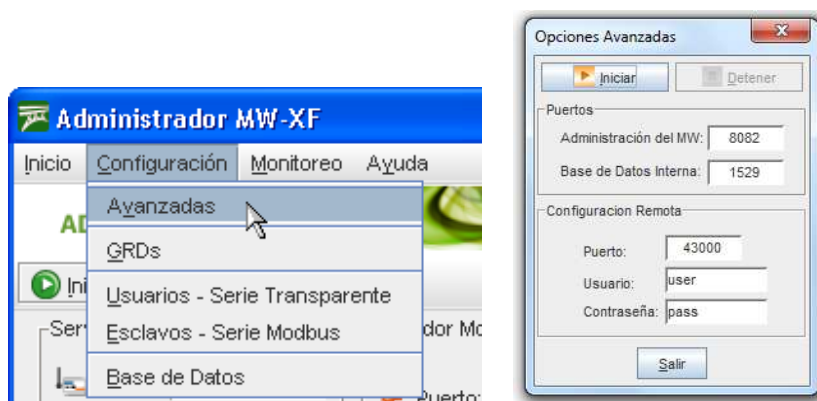 Administrador MW-XF
Inicio Configuración Monitoreo Ayuda
Avanzadas
GRDs
Usuarios - Serie Transparente
Esclavos - Serie Modbus
Base de Datos
Puerto:
Opciones Avanzadas
Iniciar Detener
Puertos
Administración del MW: 8082
Base de Datos Interna: 1529
Configuracion Remota
Puerto: 43000
Usuario: user
Contraseña: pass
Salir